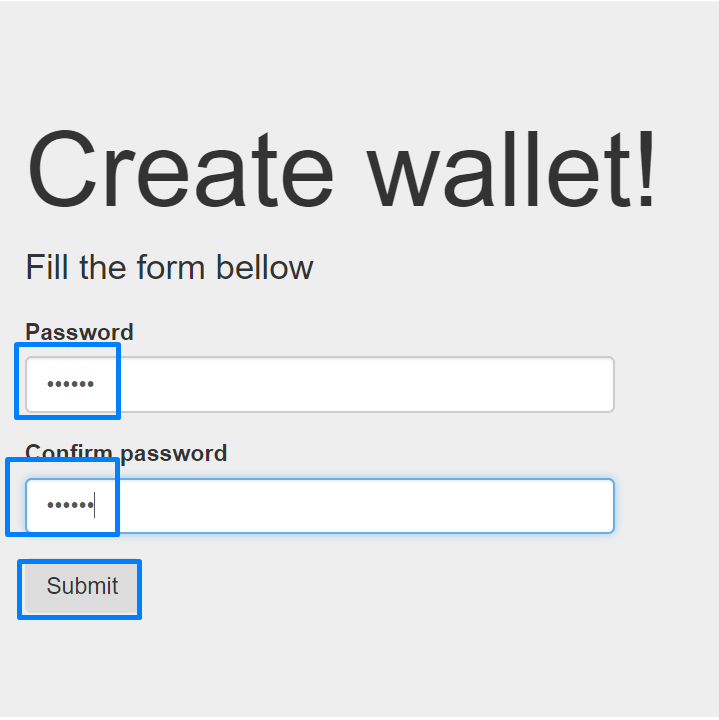 Create wallet!
Fill the form bellow
Password
••••••
Confirm password
••••••
Submit